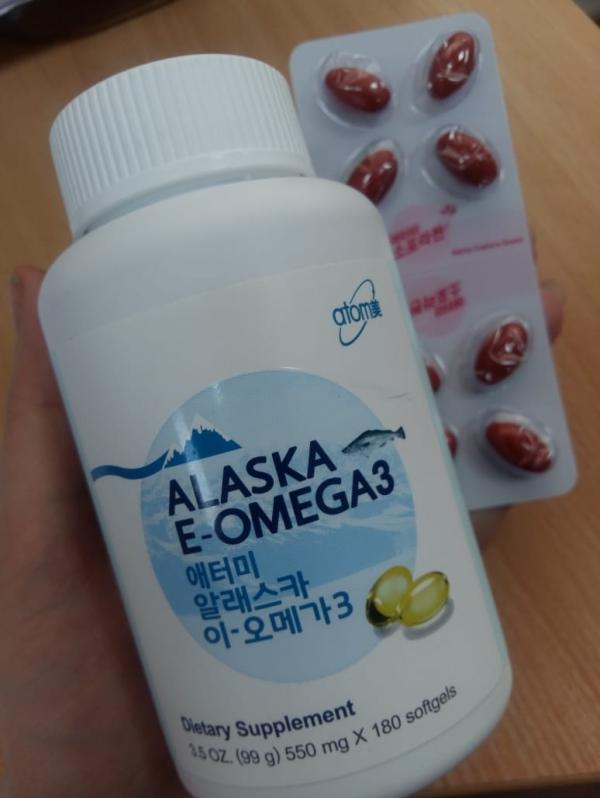 atom美
ALASKA
E-OMEGA3
애터미
알래스카
이-오메가3
Dietary Supplement
3.5 OZ. (99 g) 550 mg X 180 softgels